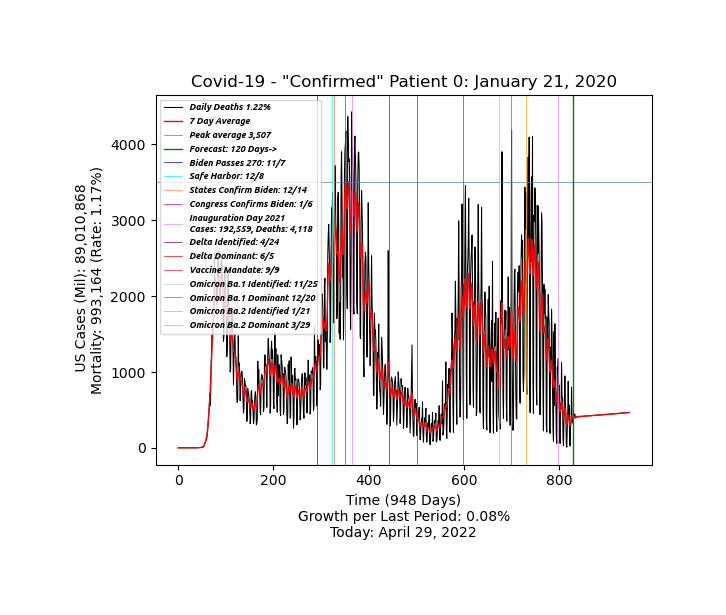 Covid-19 - "Confirmed" Patient 0: January 21, 2020
US Cases (Mil): 89,010,868
Mortality: 993,164 (Rate: 1.17%)
4000
3000
2000
1000
0
Daily Deaths 1.22%
7 Day Average
Peak average 3,507
Forecast: 120 Days->
Biden Passes 270: 11/7
Safe Harbor: 12/8
States Confirm Biden: 12/14
Congress Confirms Biden: 1/6
Inauguration Day 2021
Cases: 192,559, Deaths: 4,118
Delta Identified: 4/24
Delta Dominant: 6/5
Vaccine Mandate: 9/9
Omicron Ba.1 Identified: 11/25
Omicron Ba.1 Dominant 12/20
Omicron Ba.2 Identified 1/21
Omicron Ba.2 Dominant 3/29
0 200 400 600 800
Time (948 Days)
Growth per Last Period: 0.08%
Today: April 29, 2022